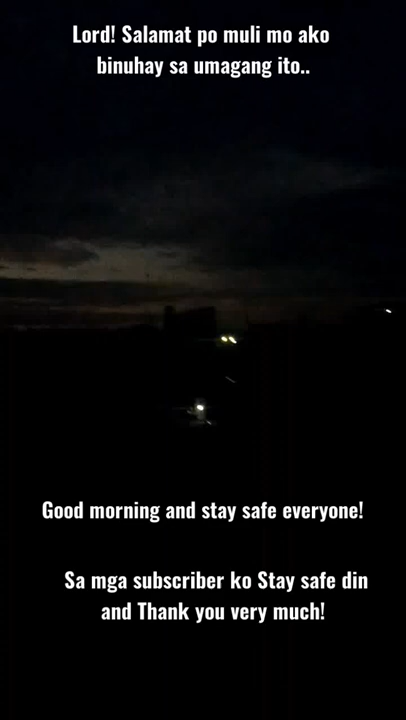 Lord! Salamat po muli mo ako
binuhay sa umagang ito..
Good morning and stay safe everyone!
Sa mga subscriber ko Stay safe din
and Thank you very much!